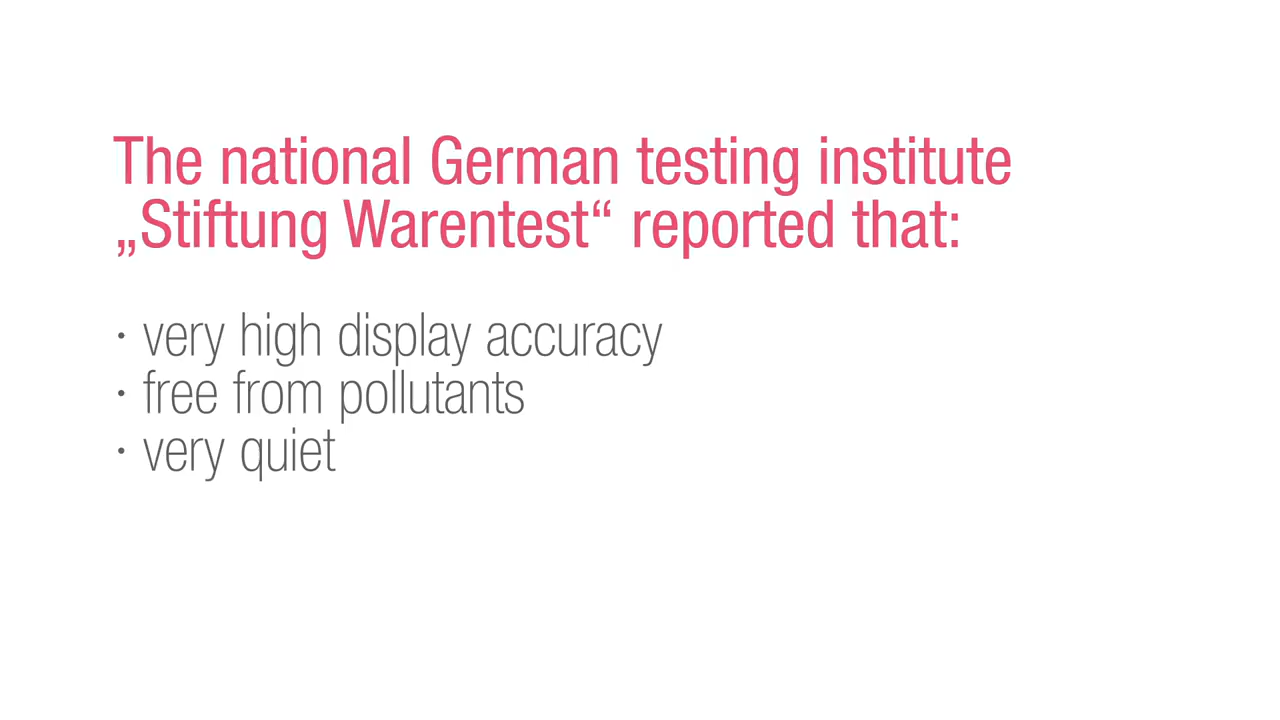 The national German testing institute
„Stiftung Warentest“ reported that:
· very high display accuracy
· free from pollutants
· very quiet